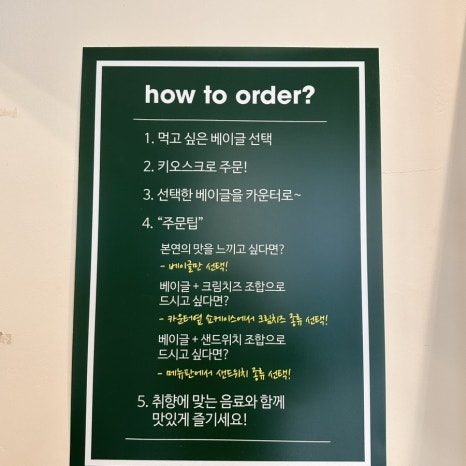 how to order?
1. 먹고 싶은 베이글 선택
2. 키오스크로 주문!
3. 선택한 베이글을 카운터로~
4. “주문팁”
본연의 맛을 느끼고 싶다면?
- 베이글만 선택!
베이글 + 크림치즈 조합으로
드시고 싶다면?
- 카운터옆 쇼케이스에서 크림치즈 종류 선택!
베이글 + 샌드위치 조합으로
드시고 싶다면?
- 메뉴판에서 샌드위치 종류 선택!
5. 취향에 맞는 음료와 함께
맛있게 즐기세요!